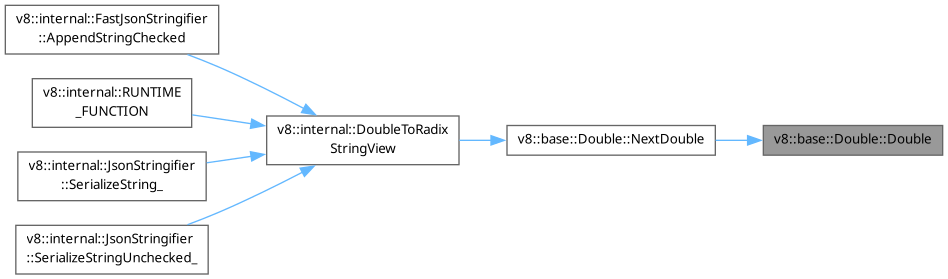 v8::internal::FastJsonStringifier
::AppendStringChecked
v8::internal::RUNTIME
_FUNCTION
v8::internal::JsonStringifier
::SerializeString_
v8::internal::JsonStringifier
::SerializeStringUnchecked_
v8::internal::DoubleToRadix
StringView
v8::base::Double::NextDouble
v8::base::Double::Double